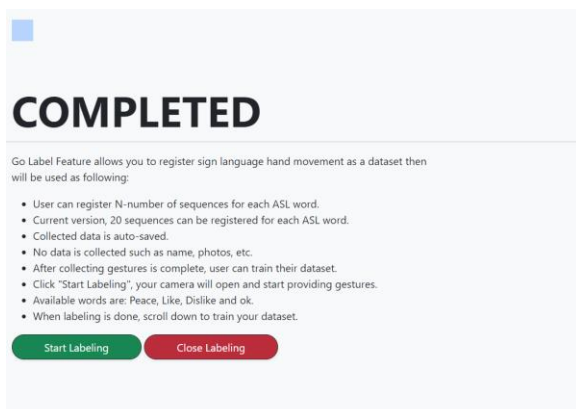 COMPLETED
Go Label Feature allows you to register sign language hand movement as a dataset then
will be used as following:
• User can register N-number of sequences for each ASL word.
• Current version, 20 sequences can be registered for each ASL word.
• Collected data is auto-saved.
• No data is collected such as name, photos, etc.
• After collecting gestures is complete, user can train their dataset.
• Click "Start Labeling", your camera will open and start providing gestures.
• Available words are: Peace, Like, Dislike and ok.
• When labeling is done, scroll down to train your dataset.
Start Labeling Close Labeling